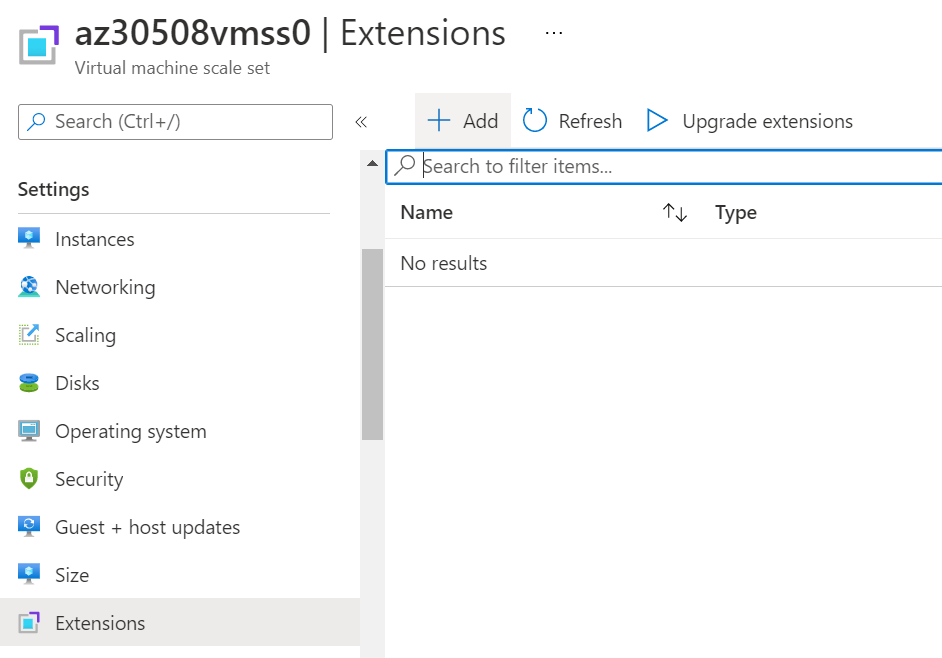 az30508vmss0 | Extensions ...
Virtual machine scale set
Search (Ctrl+/)
«
Add
Refresh
Upgrade extensions
Search to filter items...
Settings
Name
Type
No results
Instances
Networking
Scaling
Disks
Operating system
Security
Guest + host updates
Size
Extensions